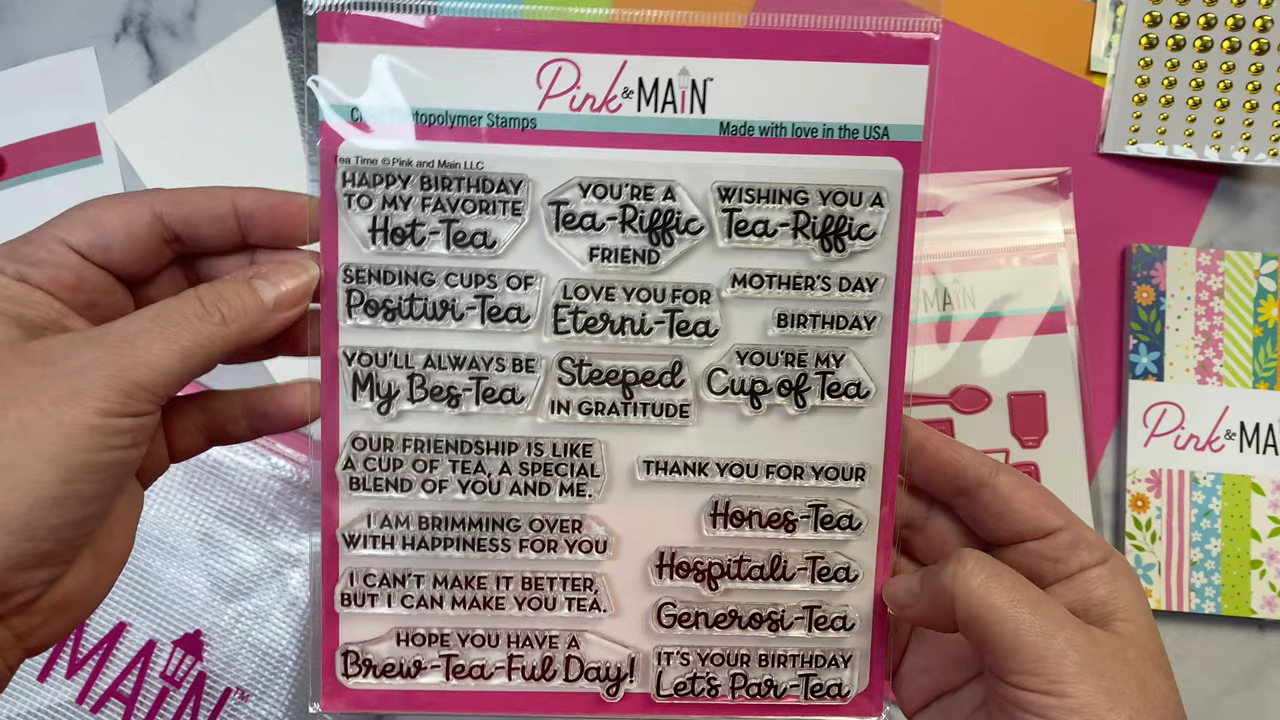 Pink & MAIN™
Clear Photopolymer Stamps
Made with love in the USA
Tea Time © Pink and Main LLC
HAPPY BIRTHDAY
TO MY FAVORITE
Hot-Tea
YOU'RE A
Tea-Riffic
FRIEND
WISHING YOU A
Tea-Riffic
SENDING CUPS OF
Positivi-Tea
LOVE YOU FOR
Eterni-Tea
MOTHER'S DAY
BIRTHDAY
YOU'LL ALWAYS BE
My Bes-Tea
Steeped
IN GRATITUDE
YOU'RE MY
Cup of Tea
OUR FRIENDSHIP IS LIKE
A CUP OF TEA, A SPECIAL
BLEND OF YOU AND ME.
THANK YOU FOR YOUR
I AM BRIMMING OVER
WITH HAPPINESS FOR YOU
Hones-Tea
Hospitali-Tea
I CAN'T MAKE IT BETTER,
BUT I CAN MAKE YOU TEA.
Generosi-Tea
HOPE YOU HAVE A
Brew-Tea-Ful Day!
IT'S YOUR BIRTHDAY
Let's Par-Tea
MAIN™
MAIN
Pink & MA